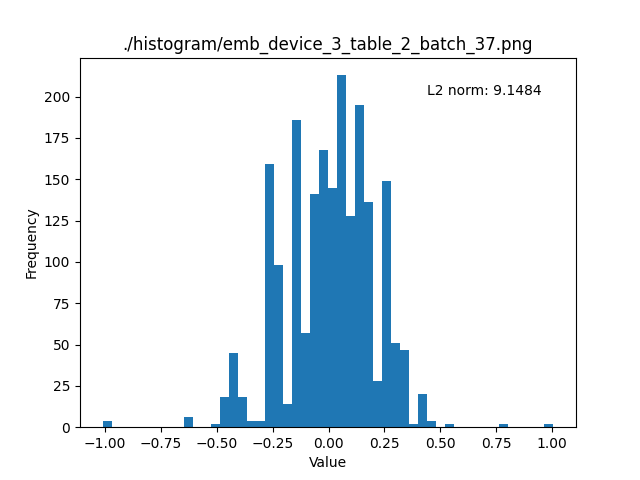 ./histogram/emb_device_3_table_2_batch_37.png
L2 norm: 9.1484
Frequency
200
175
150
125
100
75
50
25
0
−1.00 −0.75 −0.50 −0.25 0.00 0.25 0.50 0.75 1.00
Value